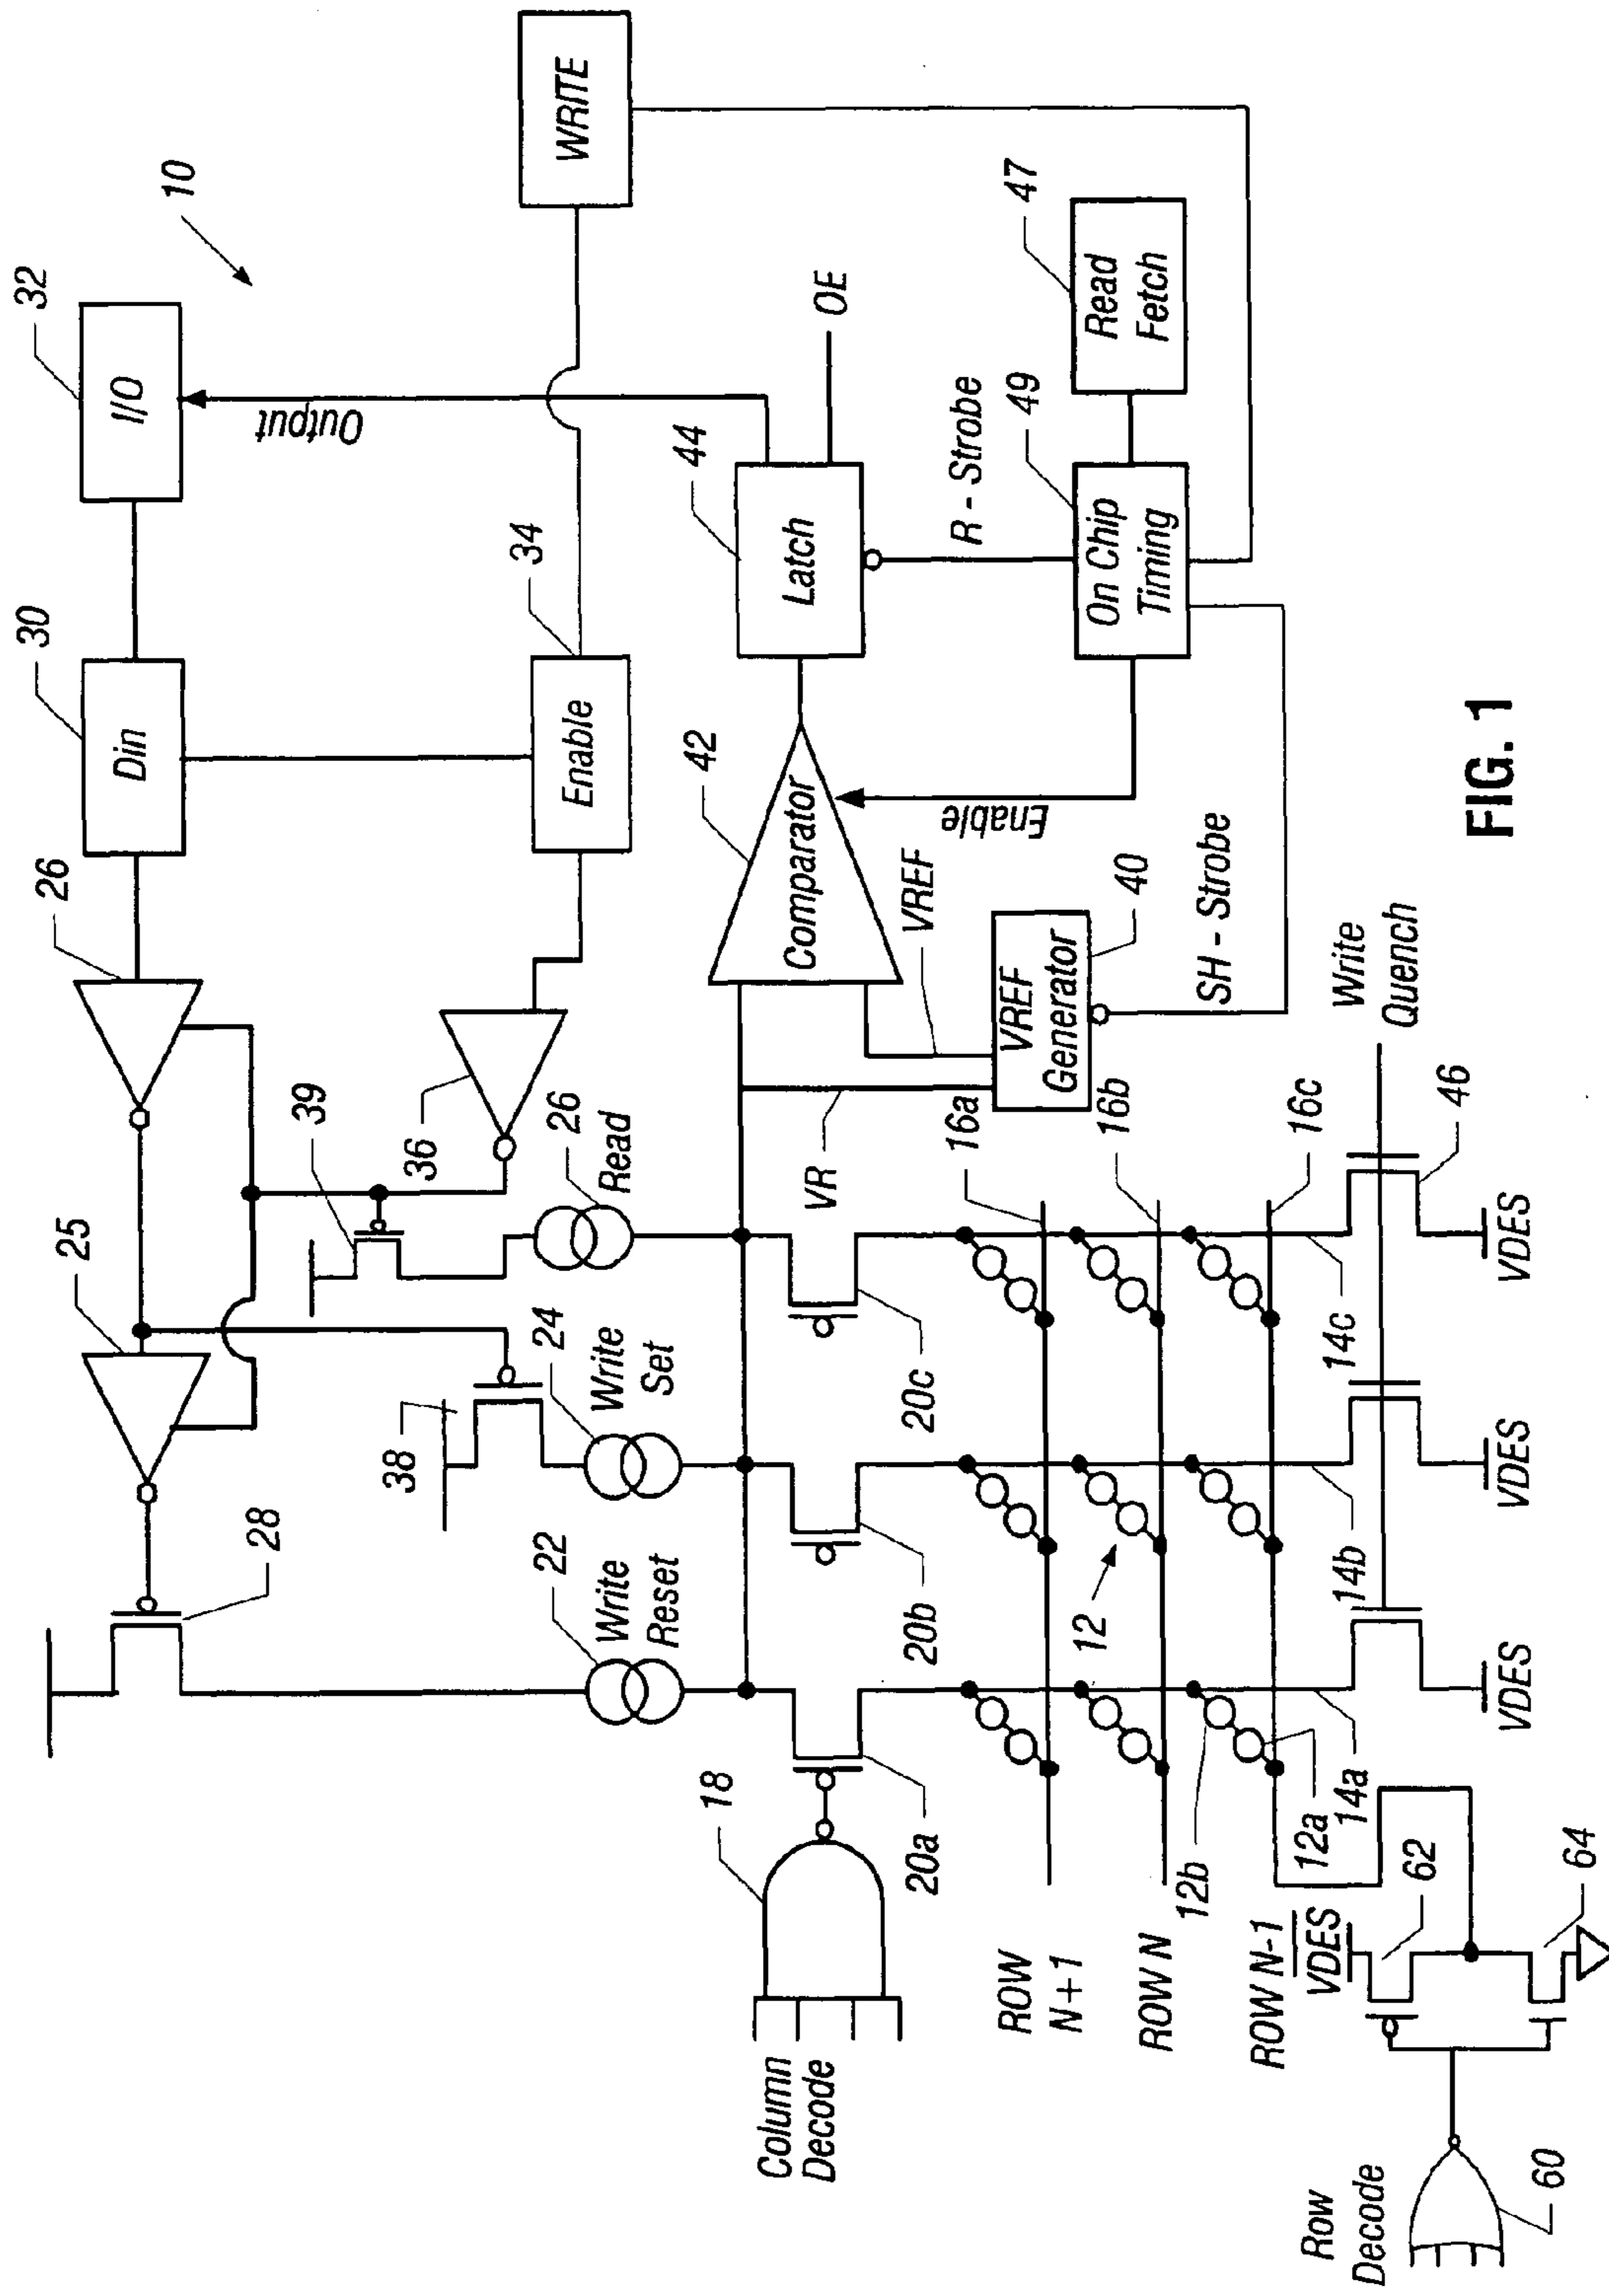 10
32
I/O
Output
30
Din
26
25
28
WRITE
34
Enable
36
39
38
22
Write
Reset
24
Write
Set
26
Read
44
Latch
OE
42
Comparator
Enable
VREF
VR
R - Strobe
47
Read
Fetch
49
On Chip
Timing
40
VREF
Generator
SH - Strobe
Column
Decode
18
20a
20b
20c
16a
16b
16c
12
12b
12a
14a
14b
14c
ROW
N+1
ROW N
ROW N-1
VDES
62
64
Row
Decode
60
VDES
VDES
VDES
46
Write
Quench
FIG. 1